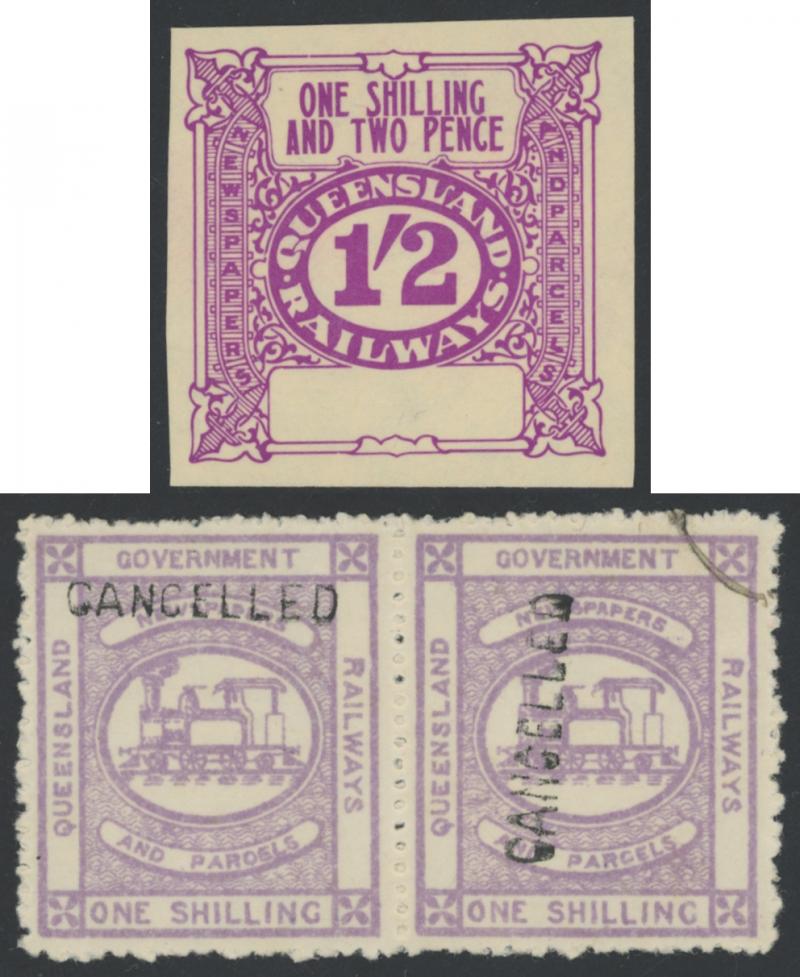 ONE SHILLING
AND TWO PENCE
NEWSPAPERS
AND PARCELS
QUEENSLAND
1/2
RAILWAYS
GOVERNMENT
CANCELLED
NEWSPAPERS
QUEENSLAND
RAILWAYS
AND PARCELS
ONE SHILLING
GOVERNMENT
NEWSPAPERS
CANCELLED
QUEENSLAND
RAILWAYS
AND PARCELS
ONE SHILLING